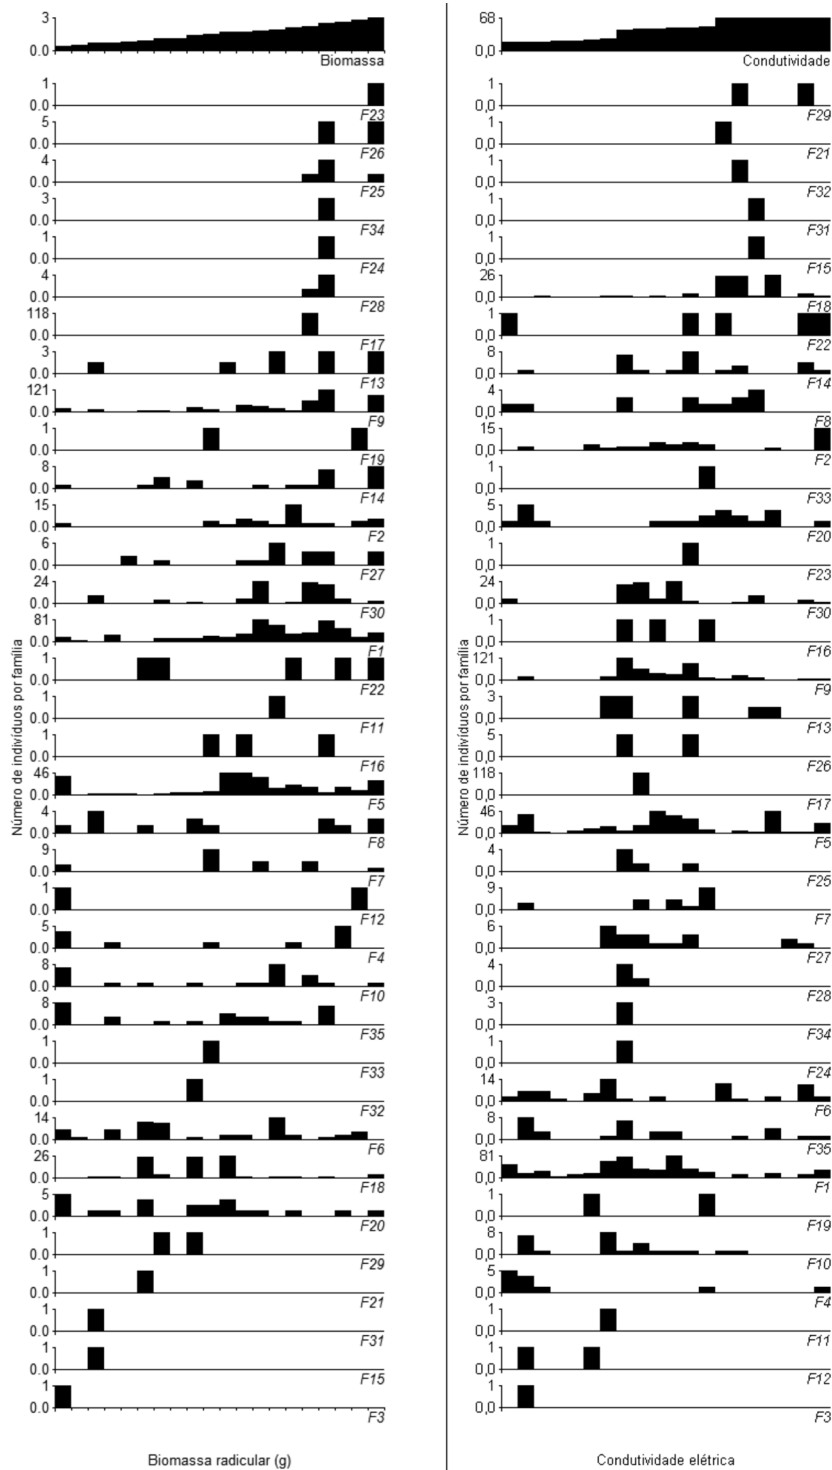 3
0.0
Biomassa
1
0.0
F23
5
0.0
F26
4
0.0
F25
3
0.0
F34
1
0.0
F24
4
0.0
F28
118
0.0
F17
3
0.0
F13
121
0.0
F9
1
0.0
F19
8
0.0
F14
15
0.0
F2
6
0.0
F27
24
0.0
F30
81
0.0
F1
1
0.0
F22
1
0.0
F11
1
0.0
F16
46
0.0
F5
4
0.0
F8
9
0.0
F7
1
0.0
F12
5
0.0
F4
8
0.0
F10
8
0.0
F35
1
0.0
F33
1
0.0
F32
14
0.0
F6
26
0.0
F18
5
0.0
F20
1
0.0
F29
1
0.0
F21
1
0.0
F31
1
0.0
F15
1
0.0
F3
Número de indivíduos por família
Biomassa radicular (g)
68
0,0
Condutividade
1
0,0
F29
1
0,0
F21
1
0,0
F32
1
0,0
F31
1
0,0
F15
26
0,0
F18
1
0,0
F22
8
0,0
F14
4
0,0
F8
15
0,0
F2
1
0,0
F33
5
0,0
F20
1
0,0
F23
24
0,0
F30
1
0,0
F16
121
0,0
F9
3
0,0
F13
5
0,0
F26
118
0,0
F17
46
0,0
F5
4
0,0
F25
9
0,0
F7
6
0,0
F27
4
0,0
F28
3
0,0
F34
1
0,0
F24
14
0,0
F6
8
0,0
F35
81
0,0
F1
1
0,0
F19
8
0,0
F10
5
0,0
F4
1
0,0
F11
1
0,0
F12
1
0,0
F3
Número de indivíduos por família
Condutividade elétrica